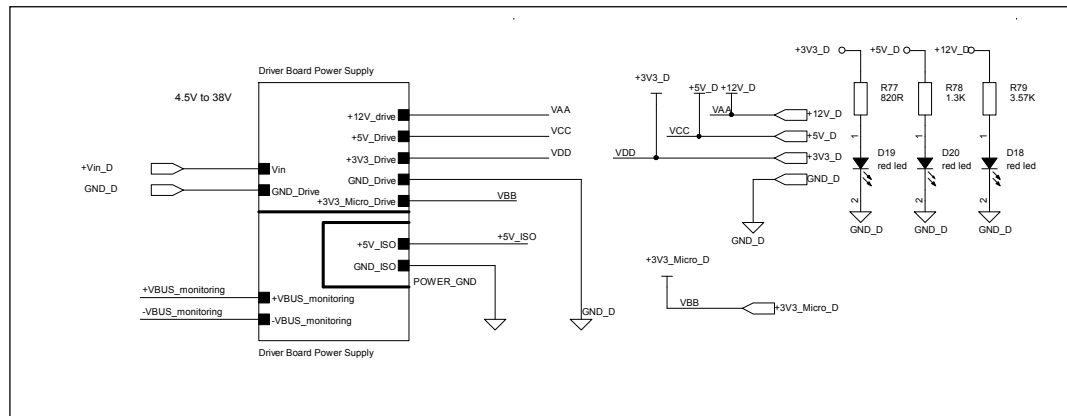 Driver Board Power Supply
4.5V to 38V
+Vin_D
GND_D
Vin
GND_Drive
+12V_drive
+5V_Drive
+3V3_Drive
GND_Drive
+3V3_Micro_Drive
+5V_ISO
GND_ISO
VAA
VCC
VDD
VBB
+5V_ISO
POWER_GND
GND_D
+VBUS_monitoring
-VBUS_monitoring
+VBUS_monitoring
-VBUS_monitoring
Driver Board Power Supply
+3V3_D
+5V_D
+12V_D
VAA
VCC
VDD
+12V_D
+5V_D
+3V3_D
GND_D
GND_D
+3V3_Micro_D
VBB
+3V3_Micro_D
+3V3_D
+5V_D
+12V_D
R77
820R
R78
1.3K
R79
3.57K
1
1
1
D19
red led
D20
red led
D18
red led
2
2
2
GND_D
GND_D
GND_D